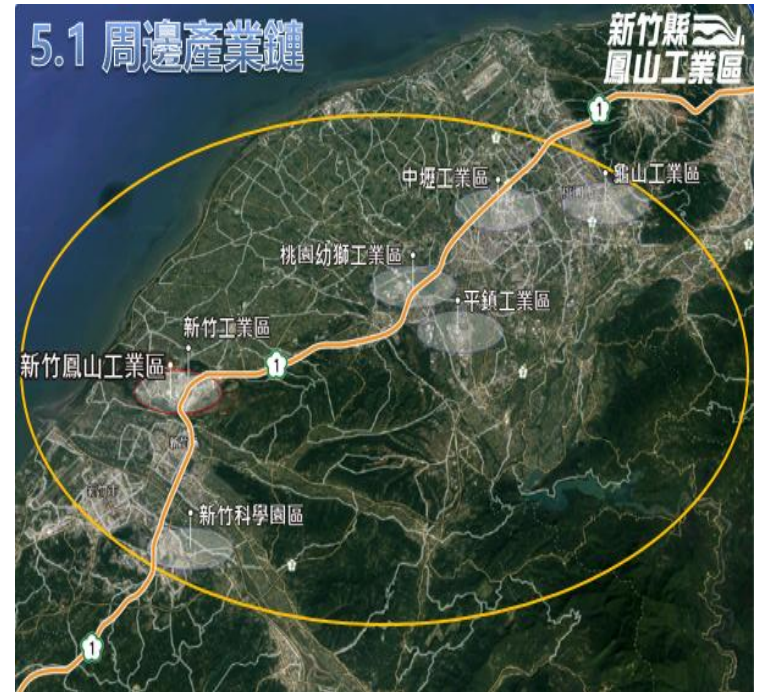 5.1 周邊產業鏈
新竹縣
鳳山工業區
1
中壢工業區
龜山工業區
桃園幼獅工業區
平鎮工業區
新竹工業區
新竹鳳山工業區
1
新竹科學園區
1